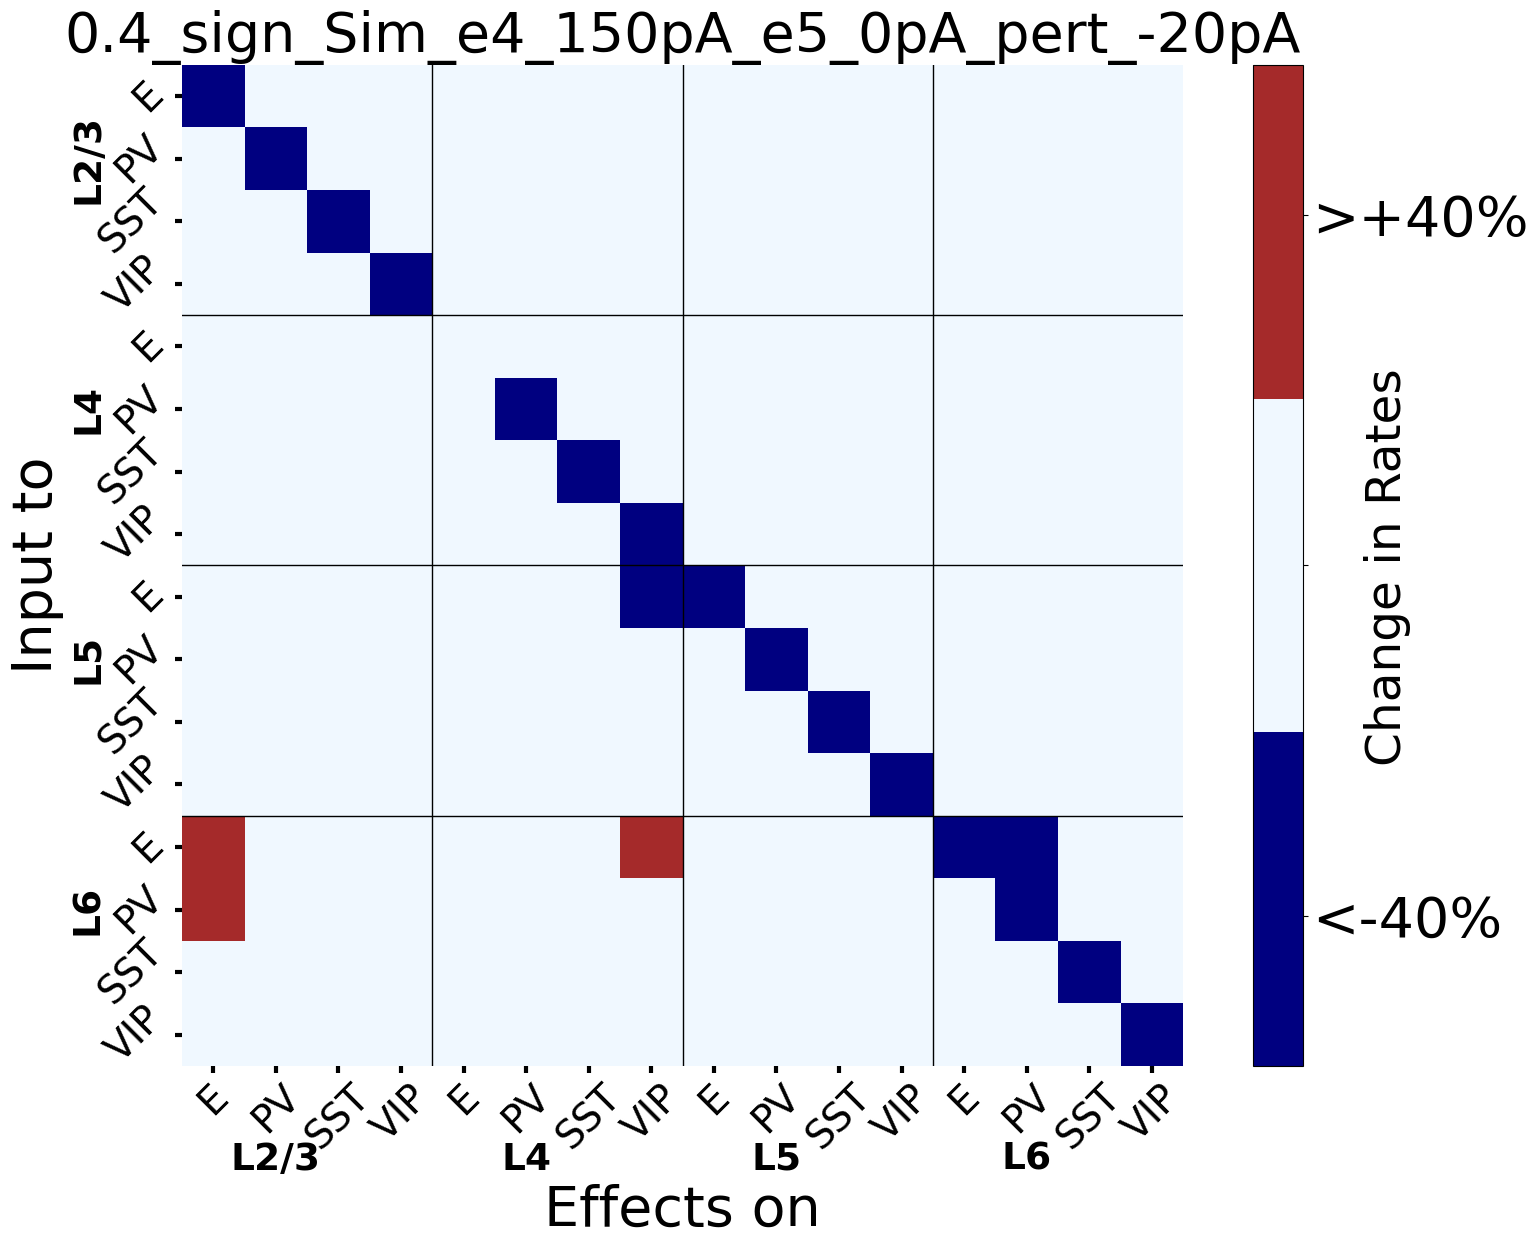 0.4_sign_Sim_e4_150pA_e5_0pA_pert_-20pA
Input to
L2/3
E
PV
SST
VIP
L4
E
PV
SST
VIP
L5
E
PV
SST
VIP
L6
E
PV
SST
VIP
E PV SST VIP E PV SST VIP E PV SST VIP E PV SST VIP
L2/3 L4 L5 L6
Effects on
>+40%
<-40%
Change in Rates